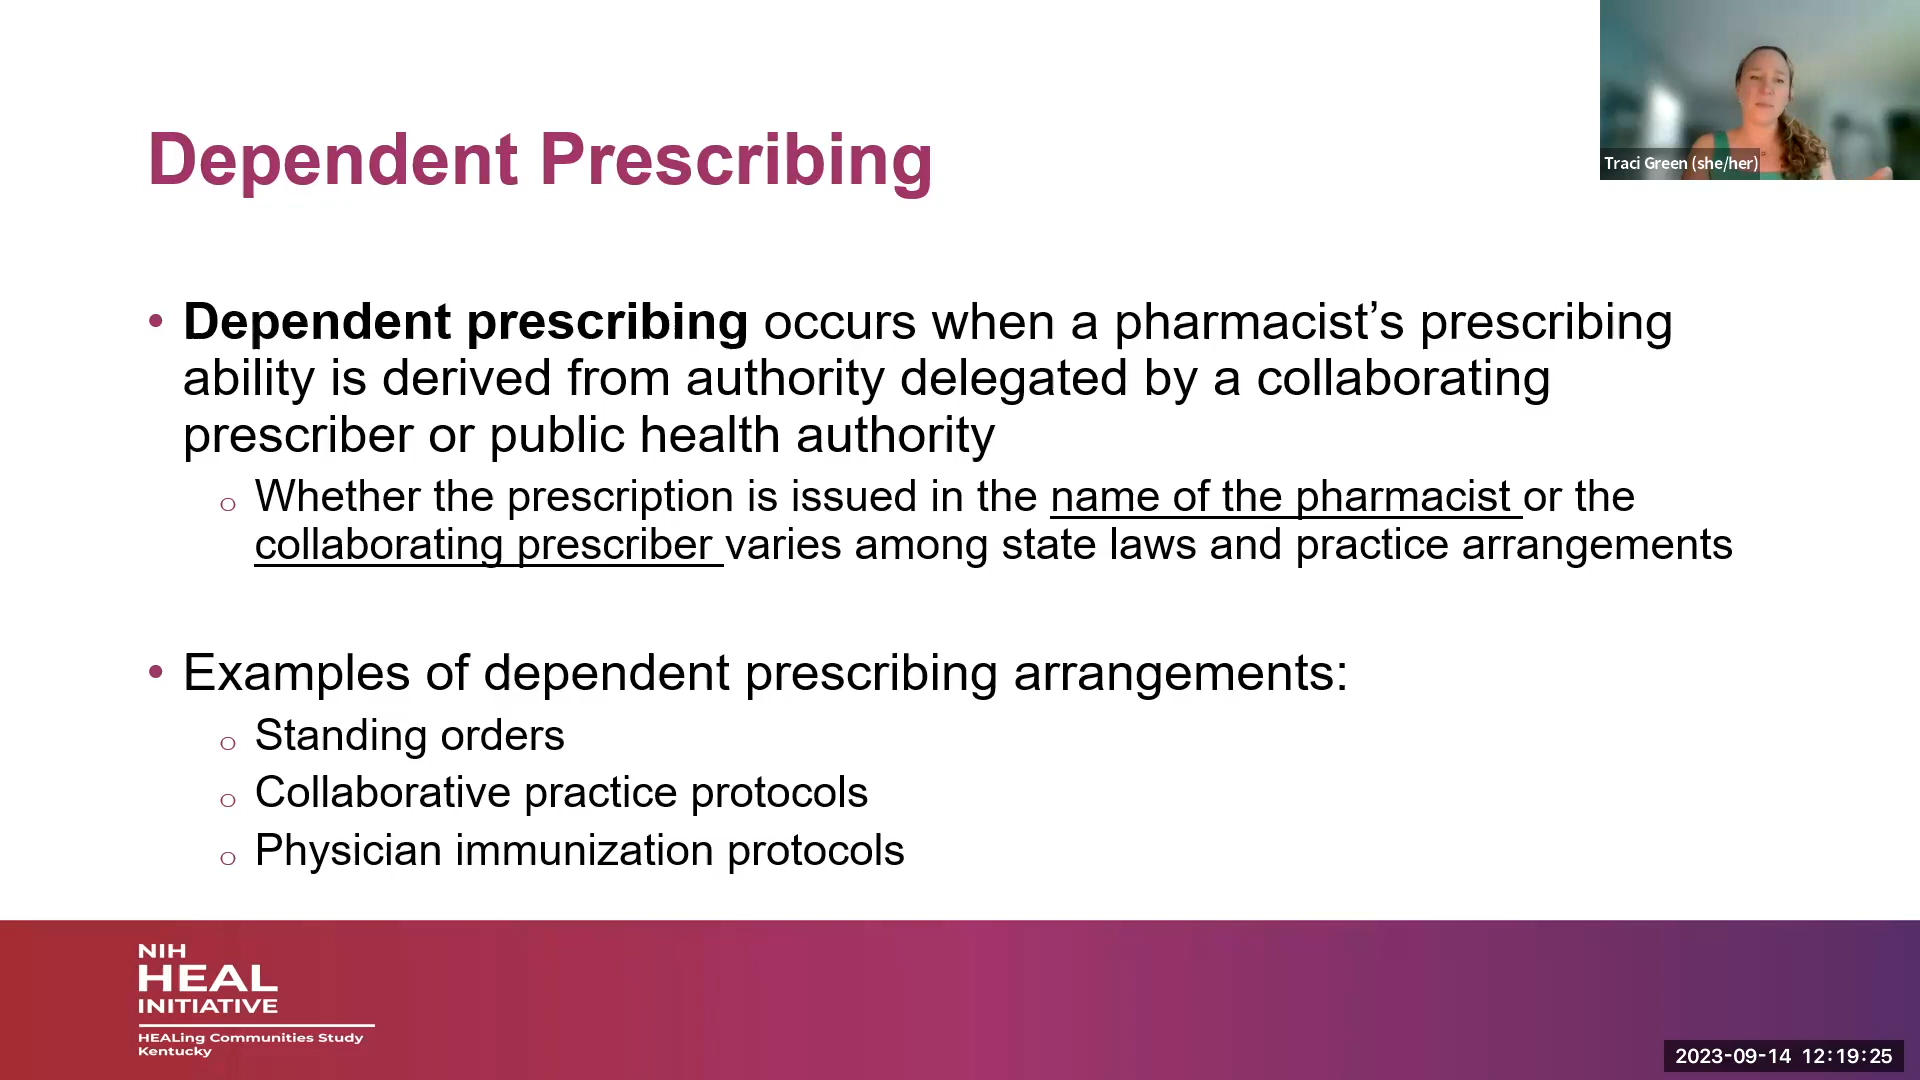 Traci Green (she/her)
Dependent Prescribing
• Dependent prescribing occurs when a pharmacist’s prescribing
ability is derived from authority delegated by a collaborating
prescriber or public health authority
o Whether the prescription is issued in the name of the pharmacist or the
collaborating prescriber varies among state laws and practice arrangements
• Examples of dependent prescribing arrangements:
o Standing orders
o Collaborative practice protocols
o Physician immunization protocols
NIH
HEAL
INITIATIVE
HEALing Communities Study
Kentucky
2023-09-14 12:19:25